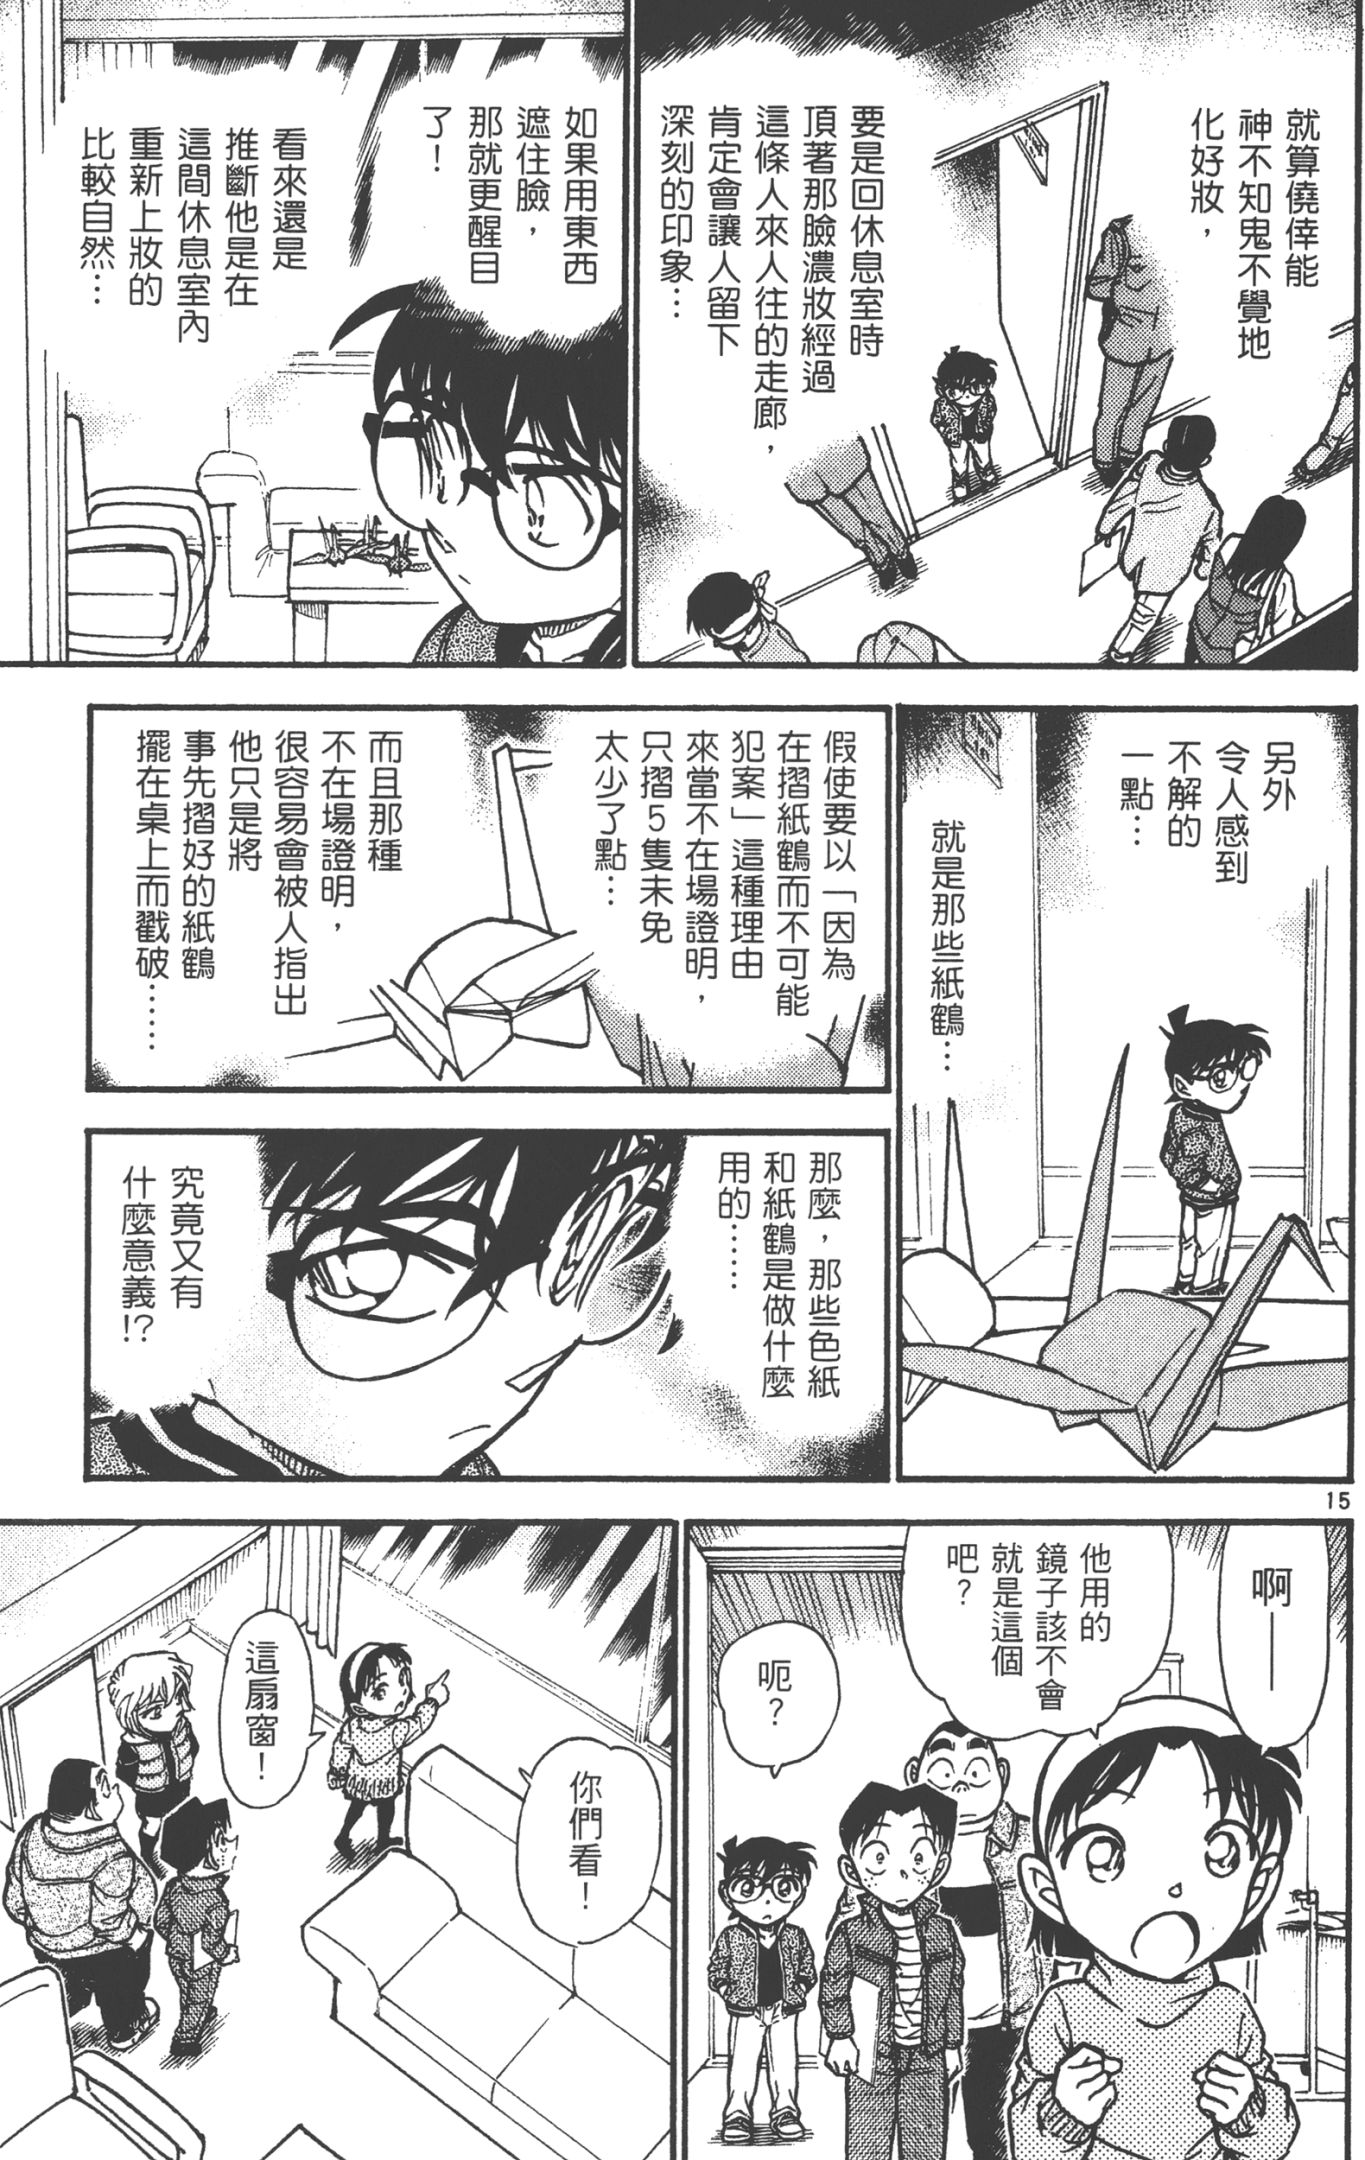 就算僥倖能
神不知鬼不覺地
化好妝，
要是回休息室時
頂著那臉濃妝經過
這條人來人往的走廊，
肯定會讓人留下
深刻的印象…
如果用東西
遮住臉，
那就更醒目
了！
看來還是
推斷他是在
這間休息室內
重新上妝的
比較自然…
另外
令人感到
不解的
一點…
就是那些紙鶴…
假使要以「因為
在摺紙鶴而不可能
犯案」這種理由
來當不在場證明，
只摺5隻未免
太少了點…
而且那種
不在場證明，
很容易會被人指出
他只是將
事先摺好的紙鶴
擺在桌上而戳破……
那麼，那些色紙
和紙鶴是做什麼
用的……
究竟又有
什麼意義!?
15
啊──
他用的
鏡子該不會
就是這個
吧？
呃？
你們看！
這扇窗！